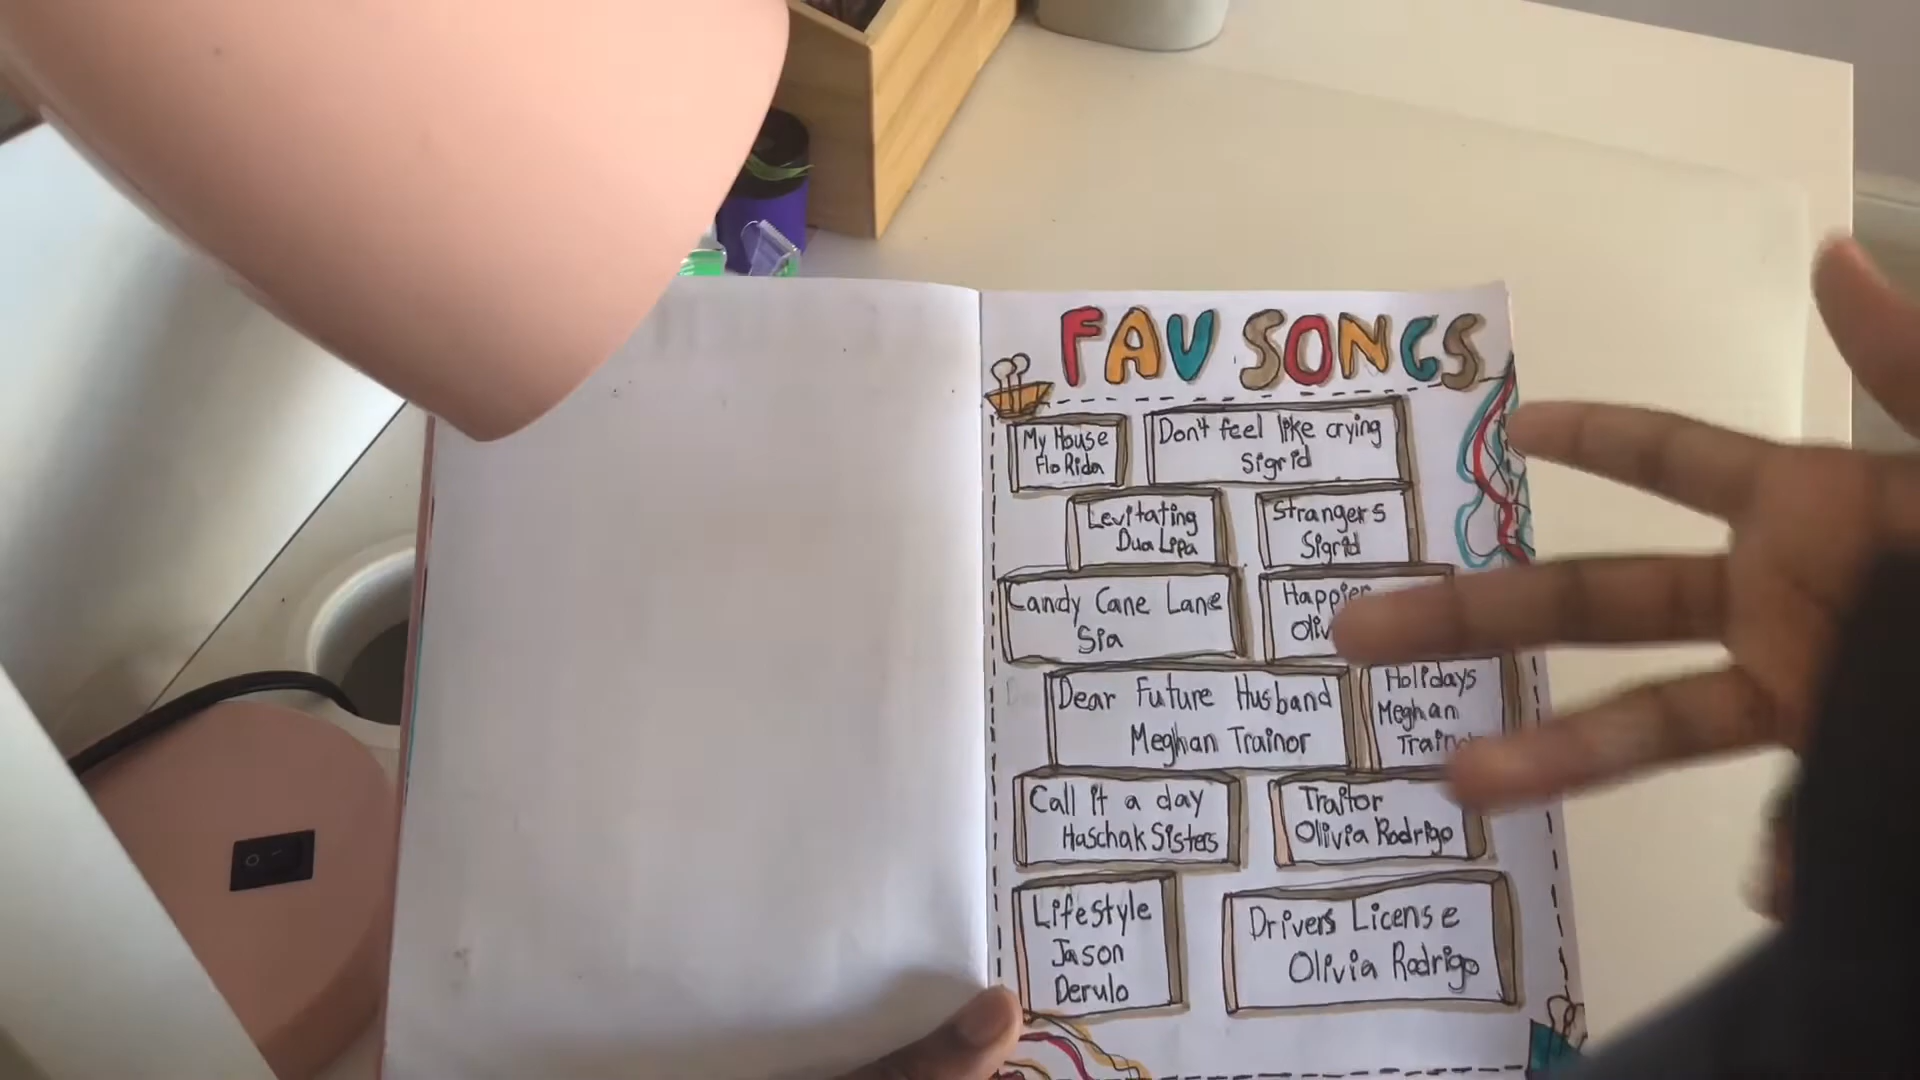 FAV SONGS
My House
Flo Rida
Don't feel like crying
Sigrid
Levitating
Dua Lipa
Strangers
Sigrid
Candy Cane Lane
Sia
Happier
Dear Future Husband
Meghan Trainor
Holidays
Meghan
Trainor
Call it a day
Haschak Sisters
Traitor
Olivia Rodrigo
Lifestyle
Jason
Derulo
Drivers License
Olivia Rodrigo